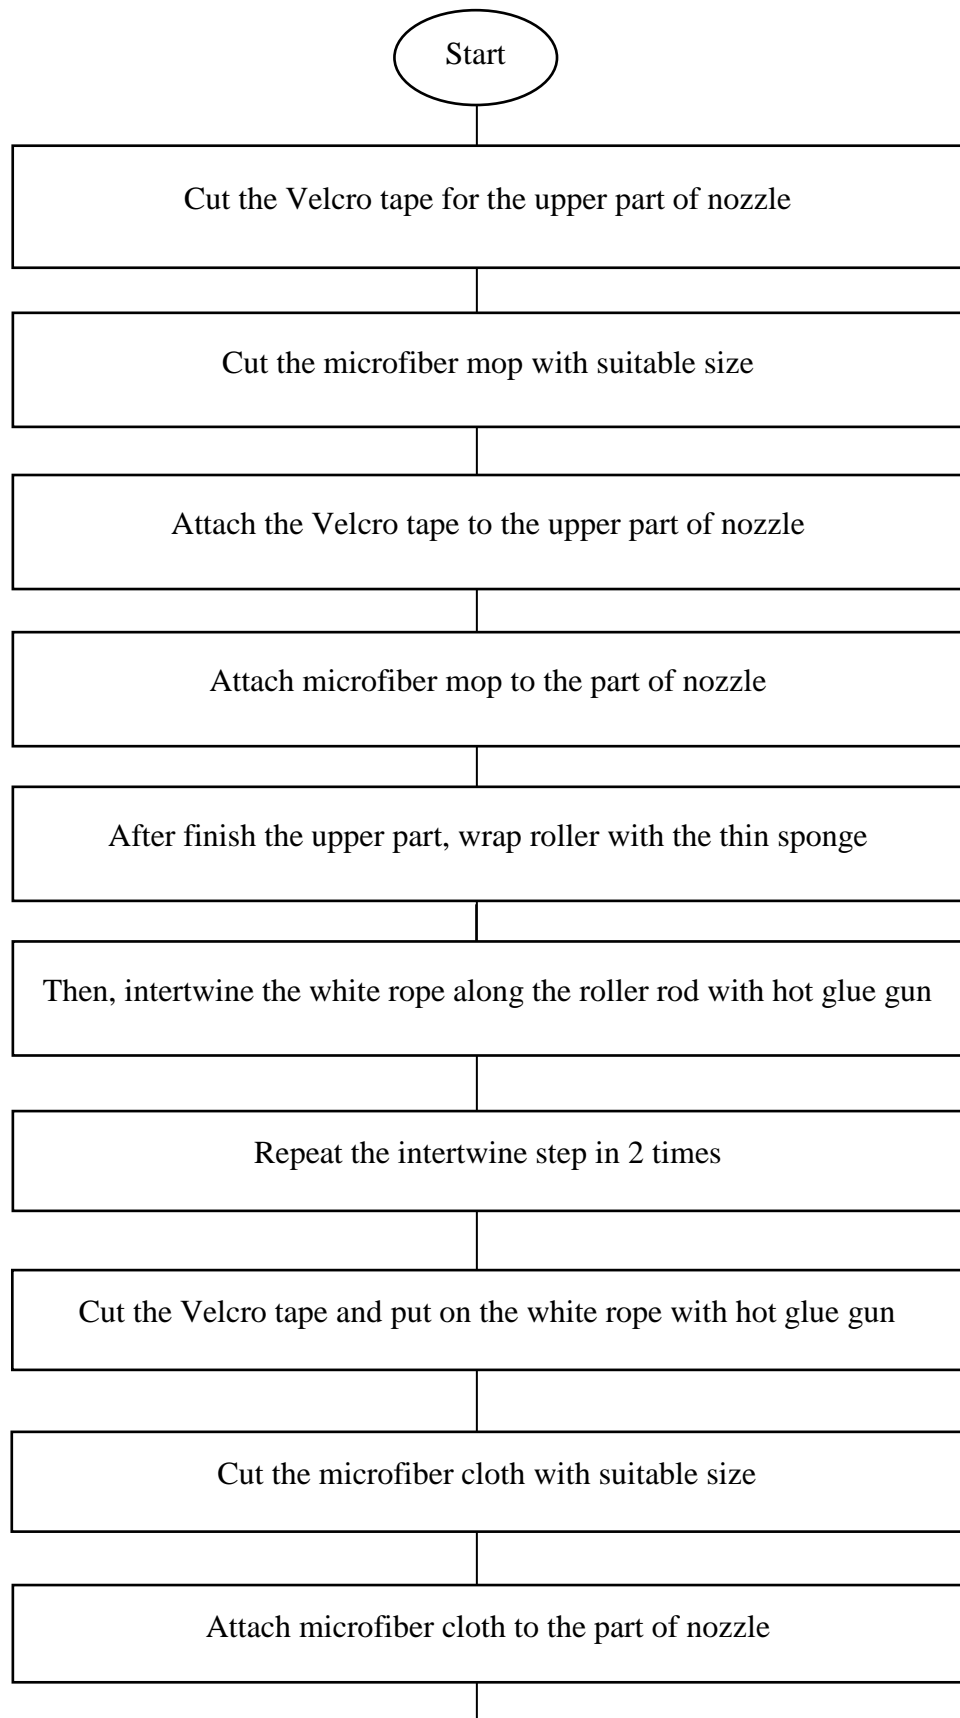 Start
Cut the Velcro tape for the upper part of nozzle
Cut the microfiber mop with suitable size
Attach the Velcro tape to the upper part of nozzle
Attach microfiber mop to the part of nozzle
After finish the upper part, wrap roller with the thin sponge
Then, intertwine the white rope along the roller rod with hot glue gun
Repeat the intertwine step in 2 times
Cut the Velcro tape and put on the white rope with hot glue gun
Cut the microfiber cloth with suitable size
Attach microfiber cloth to the part of nozzle